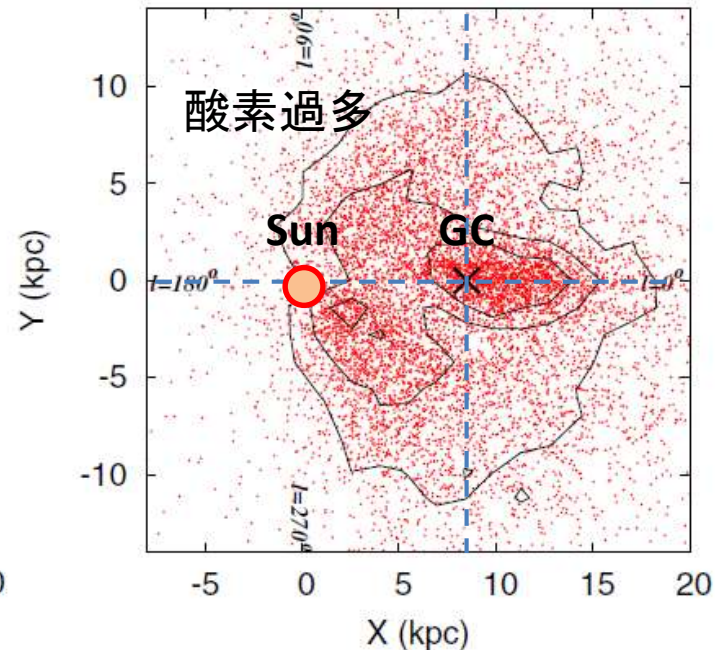 l=90°
酸素過多
Sun
GC
l=180°
l=0°
l=270°
10
5
0
-5
-10
Y (kpc)
0
-5
0
5
10
15
20
X (kpc)